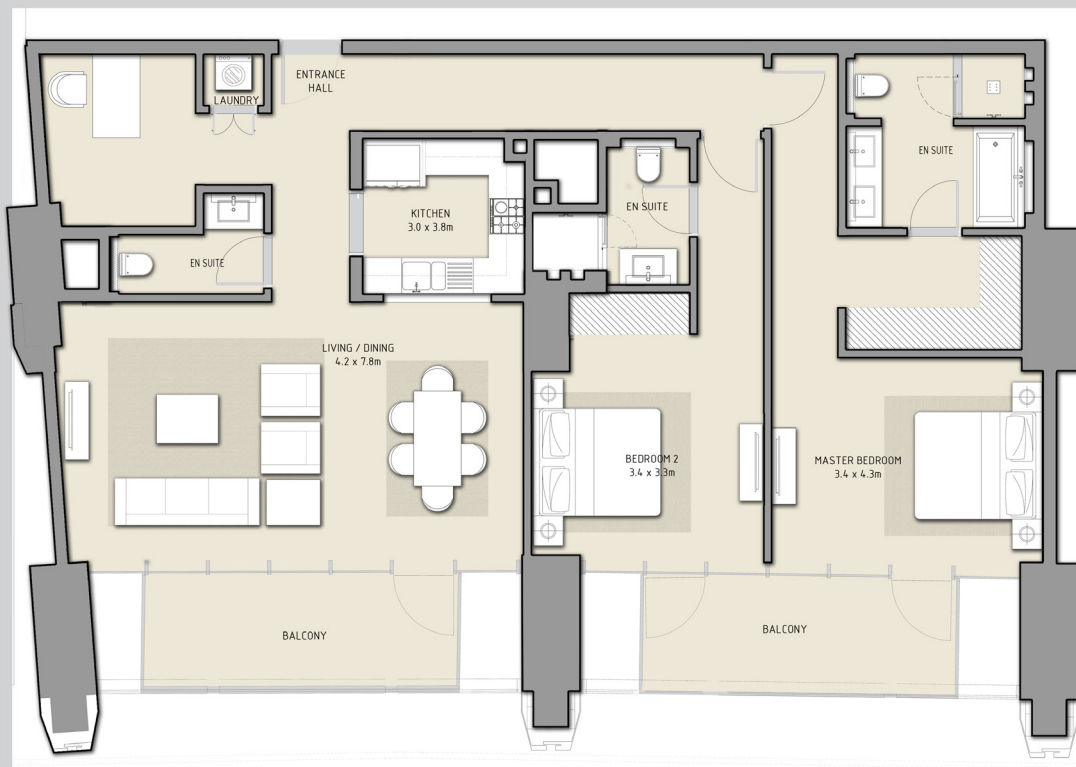 ENTRANCE
HALL
LAUNDRY
EN SUITE
KITCHEN
3.0 x 3.8m
EN SUITE
EN SUITE
LIVING / DINING
4.2 x 7.8m
BEDROOM 2
3.4 x 3.3m
MASTER BEDROOM
3.4 x 4.3m
BALCONY
BALCONY